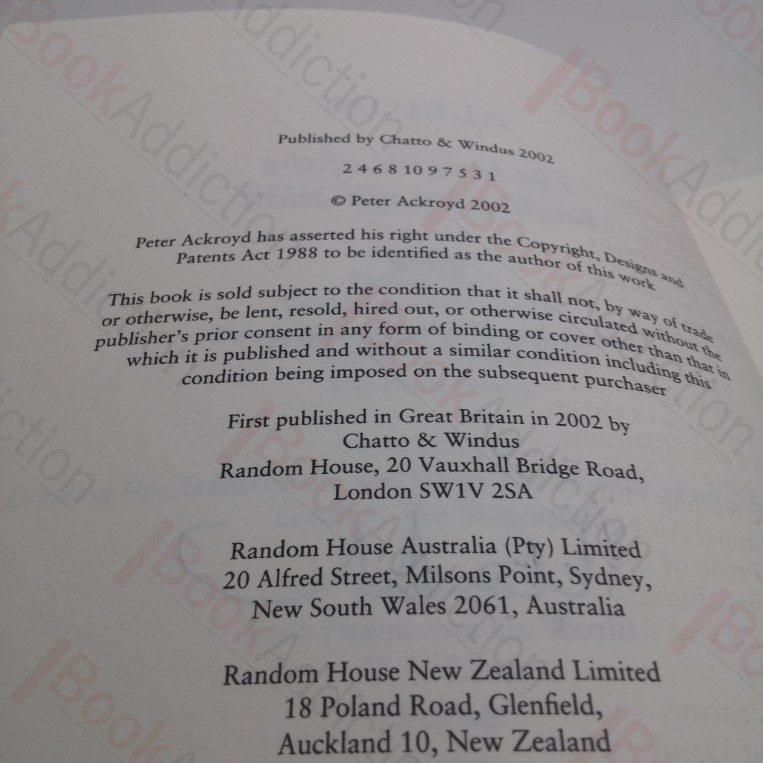 Published by Chatto & Windus 2002
2 4 6 8 10 9 7 5 3 1
© Peter Ackroyd 2002
Peter Ackroyd has asserted his right under the Copyright, Designs and
Patents Act 1988 to be identified as the author of this work
This book is sold subject to the condition that it shall not, by way of trade
or otherwise, be lent, resold, hired out, or otherwise circulated without the
publisher's prior consent in any form of binding or cover other than that in
which it is published and without a similar condition including this
condition being imposed on the subsequent purchaser
First published in Great Britain in 2002 by
Chatto & Windus
Random House, 20 Vauxhall Bridge Road,
London SW1V 2SA
Random House Australia (Pty) Limited
20 Alfred Street, Milsons Point, Sydney,
New South Wales 2061, Australia
Random House New Zealand Limited
18 Poland Road, Glenfield,
Auckland 10, New Zealand
BookAddiction